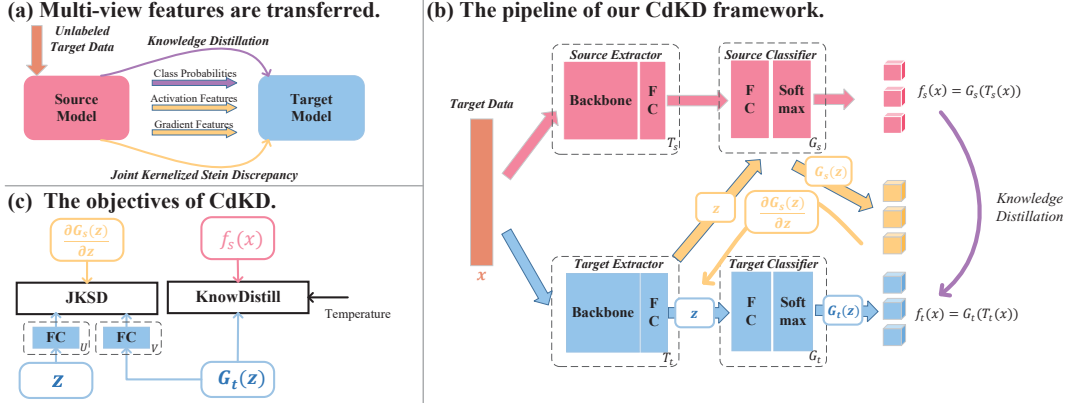 (a) Multi-view features are transferred.
Unlabeled
Target Data
Knowledge Distillation
Source
Model
Class Probabilities
Activation Features
Gradient Features
Target
Model
Joint Kernelized Stein Discrepancy
(c) The objectives of CdKD.
∂G_s(z)
∂z
f_s(x)
JKSD
KnowDistill
Temperature
FC
U
FC
V
z
G_t(z)
(b) The pipeline of our CdKD framework.
Target Data
x
Source Extractor
Backbone
F
C
T_s
Source Classifier
F
C
Soft
max
G_s
f_s(x) = G_s(T_s(x))
z
G_s(z)
∂G_s(z)
∂z
Knowledge
Distillation
Target Extractor
Backbone
F
C
T_t
z
Target Classifier
F
C
Soft
max
G_t
G_t(z)
f_t(x) = G_t(T_t(x))